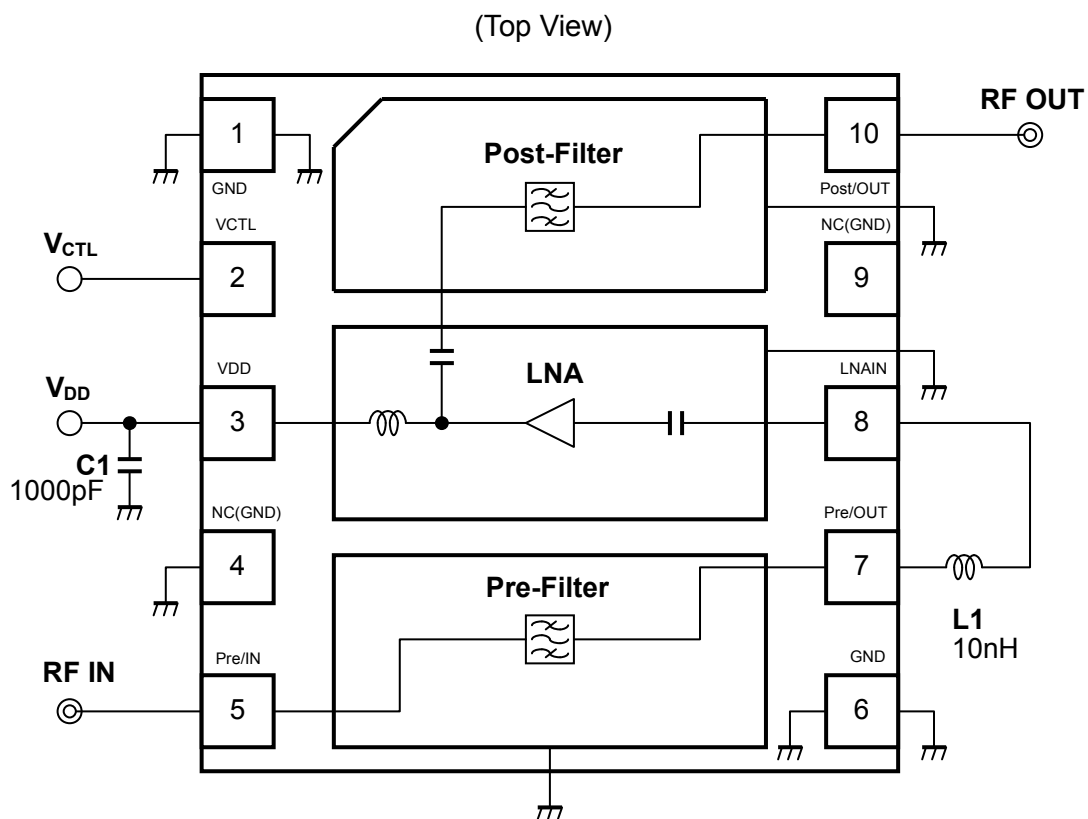 (Top View)
RF OUT
1
10
Post-Filter
GND
Post/OUT
VCTL
NC(GND)
VCTL
2
9
VDD
LNAIN
VDD
LNA
3
8
C1
1000pF
NC(GND)
Pre/OUT
4
7
Pre-Filter
L1
10nH
Pre/IN
GND
RF IN
5
6